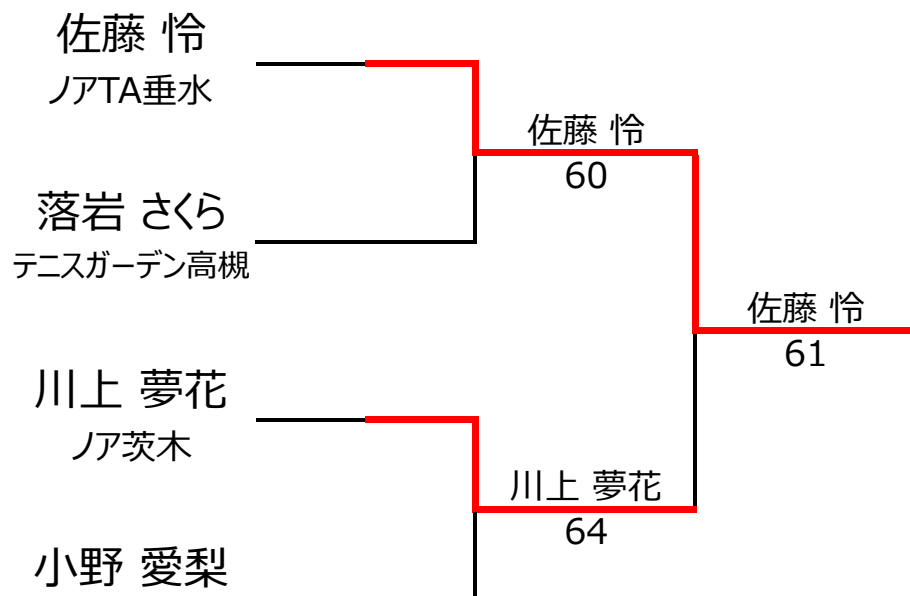 佐藤 怜
ノアTA垂水
佐藤 怜
60
落岩 さくら
テニスガーデン高槻
佐藤 怜
61
川上 夢花
ノア茨木
川上 夢花
64
小野 愛梨